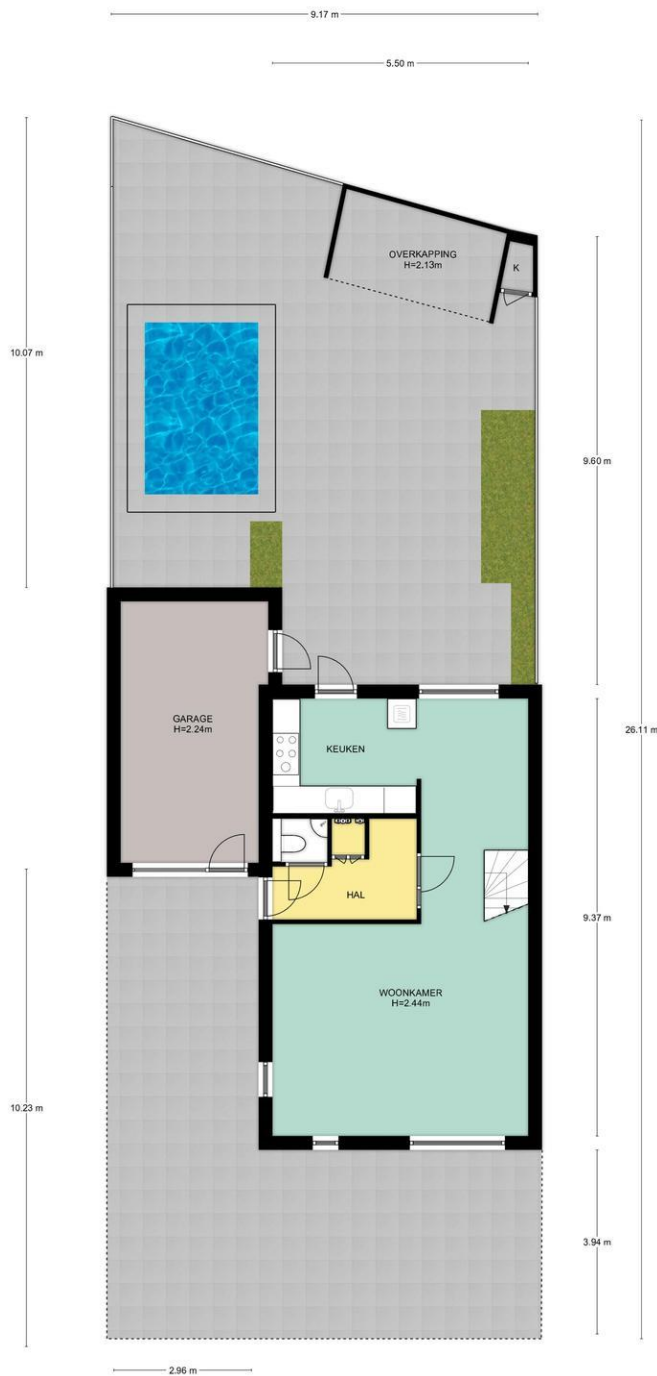 9.17 m
5.50 m
OVERKAPPING
H=2.13m
K
10.07 m
9.60 m
GARAGE
H=2.24m
KEUKEN
26.11 m
HAL
9.37 m
WOONKAMER
H=2.44m
10.23 m
3.94 m
2.96 m